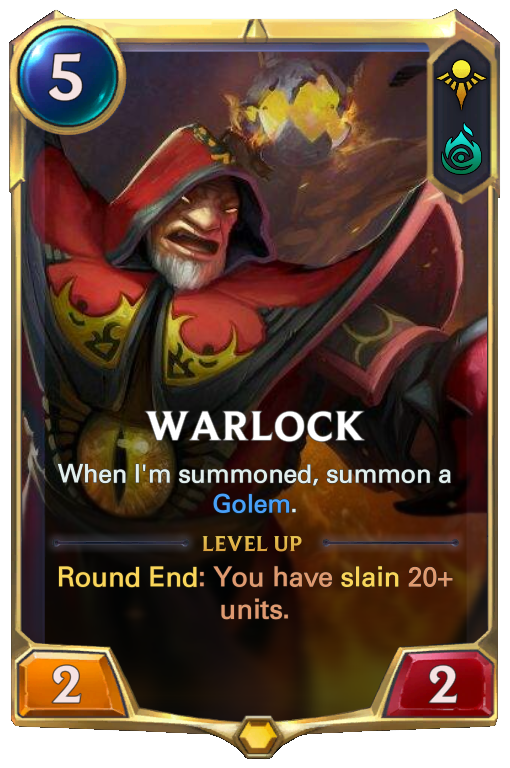 5
WARLOCK
When I'm summoned, summon a
Golem.
LEVEL UP
Round End: You have slain 20+
units.
2
2